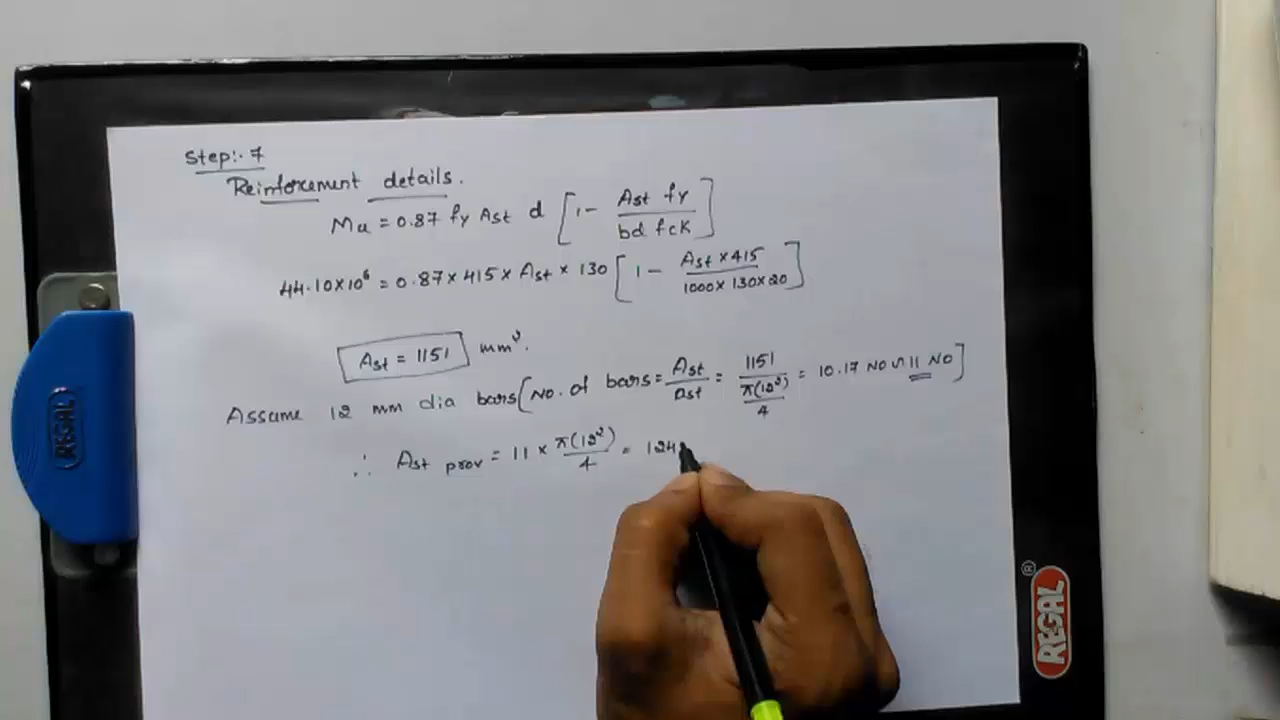 Step:- 7
Reinforcement details.
Mu = 0.87 fy Ast d [1 - Ast fy / bd fck]
44.10 x 10⁶ = 0.87 x 415 x Ast x 130 [1 - Ast x 415 / 1000 x 130 x 20]
Ast = 1151 mm².
Assume 12 mm dia bars [No. of bars = Ast / ast = 1151 / π(12²)/4 = 10.17 NO ∽ 11 NO]
∴ Ast prov = 11 x π(12²)/4 = 124
REGAL
REGAL®